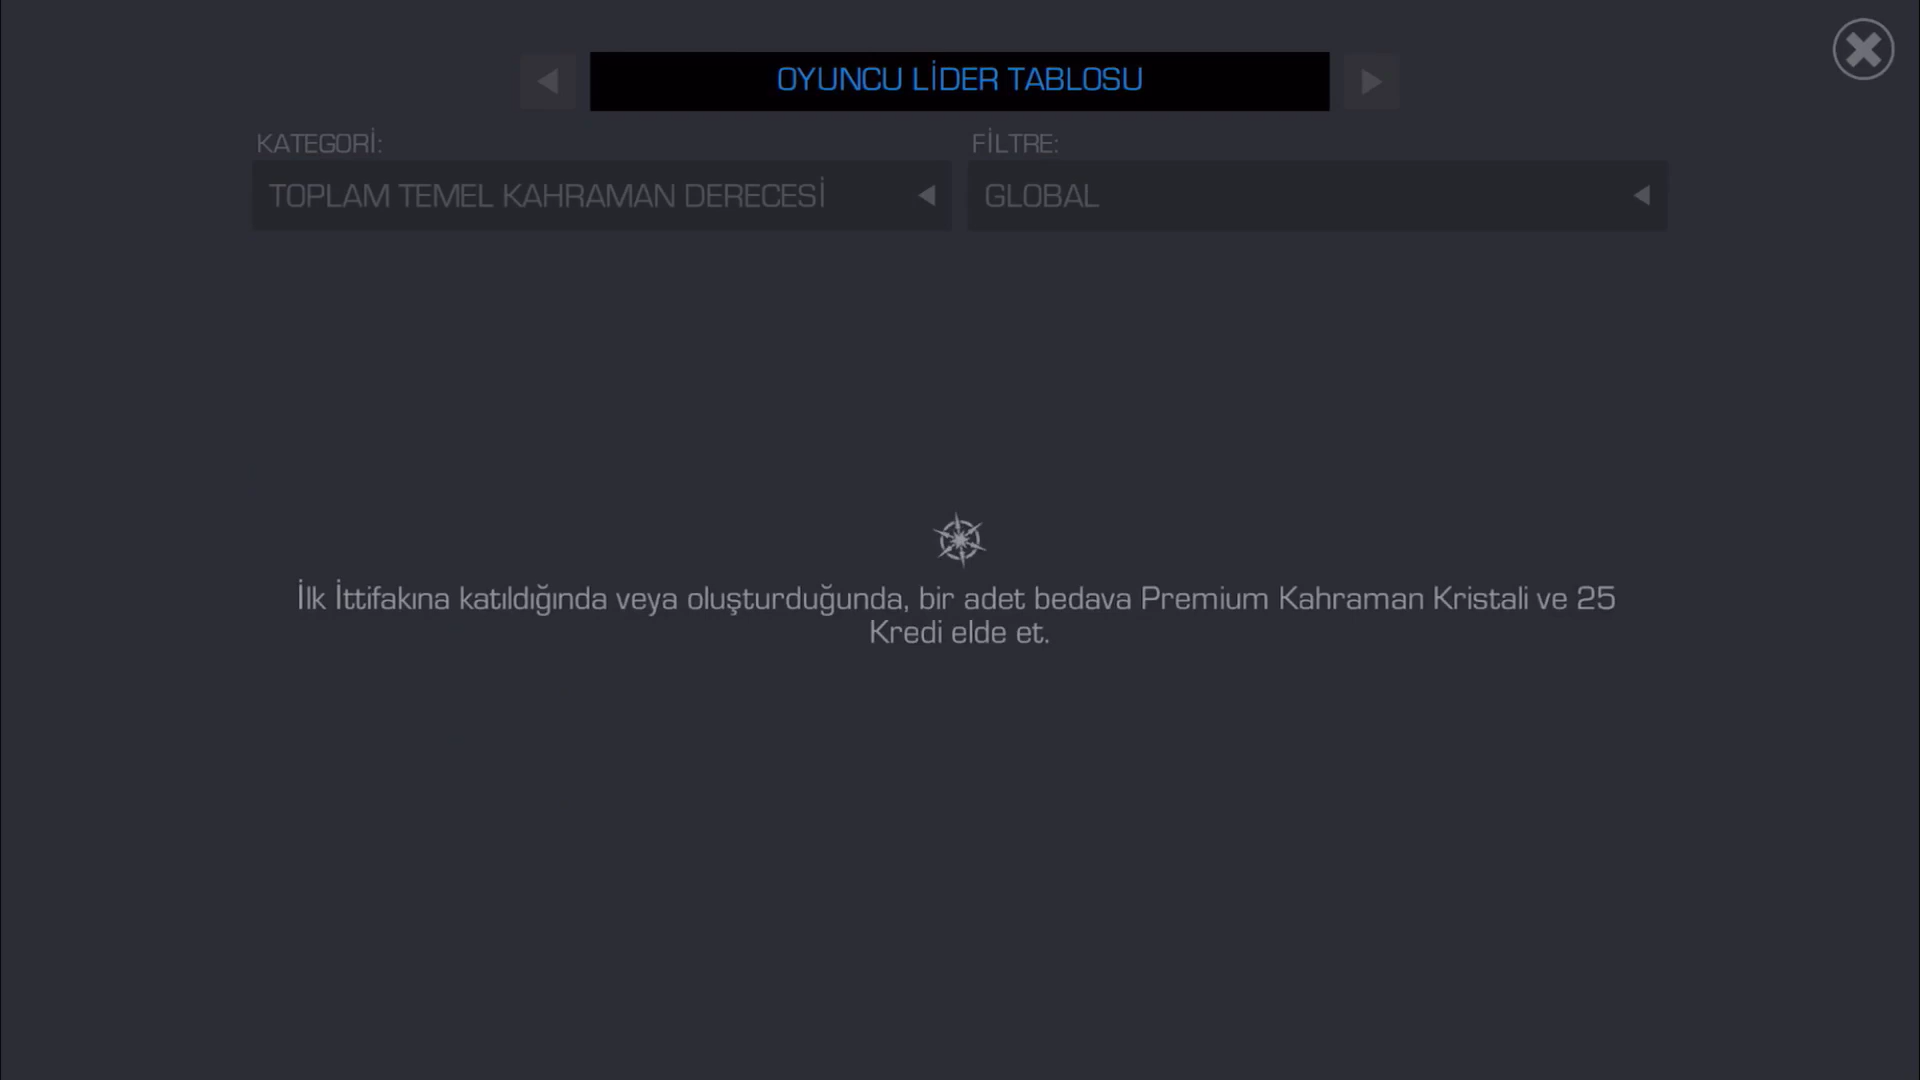 OYUNCU LİDER TABLOSU
KATEGORİ:
FİLTRE:
TOPLAM TEMEL KAHRAMAN DERECESİ
GLOBAL
İlk İttifakına katıldığında veya oluşturduğunda, bir adet bedava Premium Kahraman Kristali ve 25
Kredi elde et.